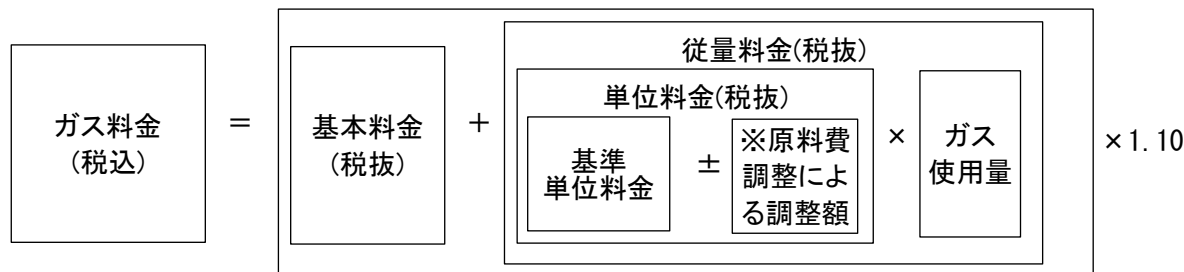 ガス料金
(税込)
=
基本料金
(税抜)
+
従量料金(税抜)
単位料金(税抜)
基準
単位料金
±
※原料費
調整によ
る調整額
×
ガス
使用量
×1.10